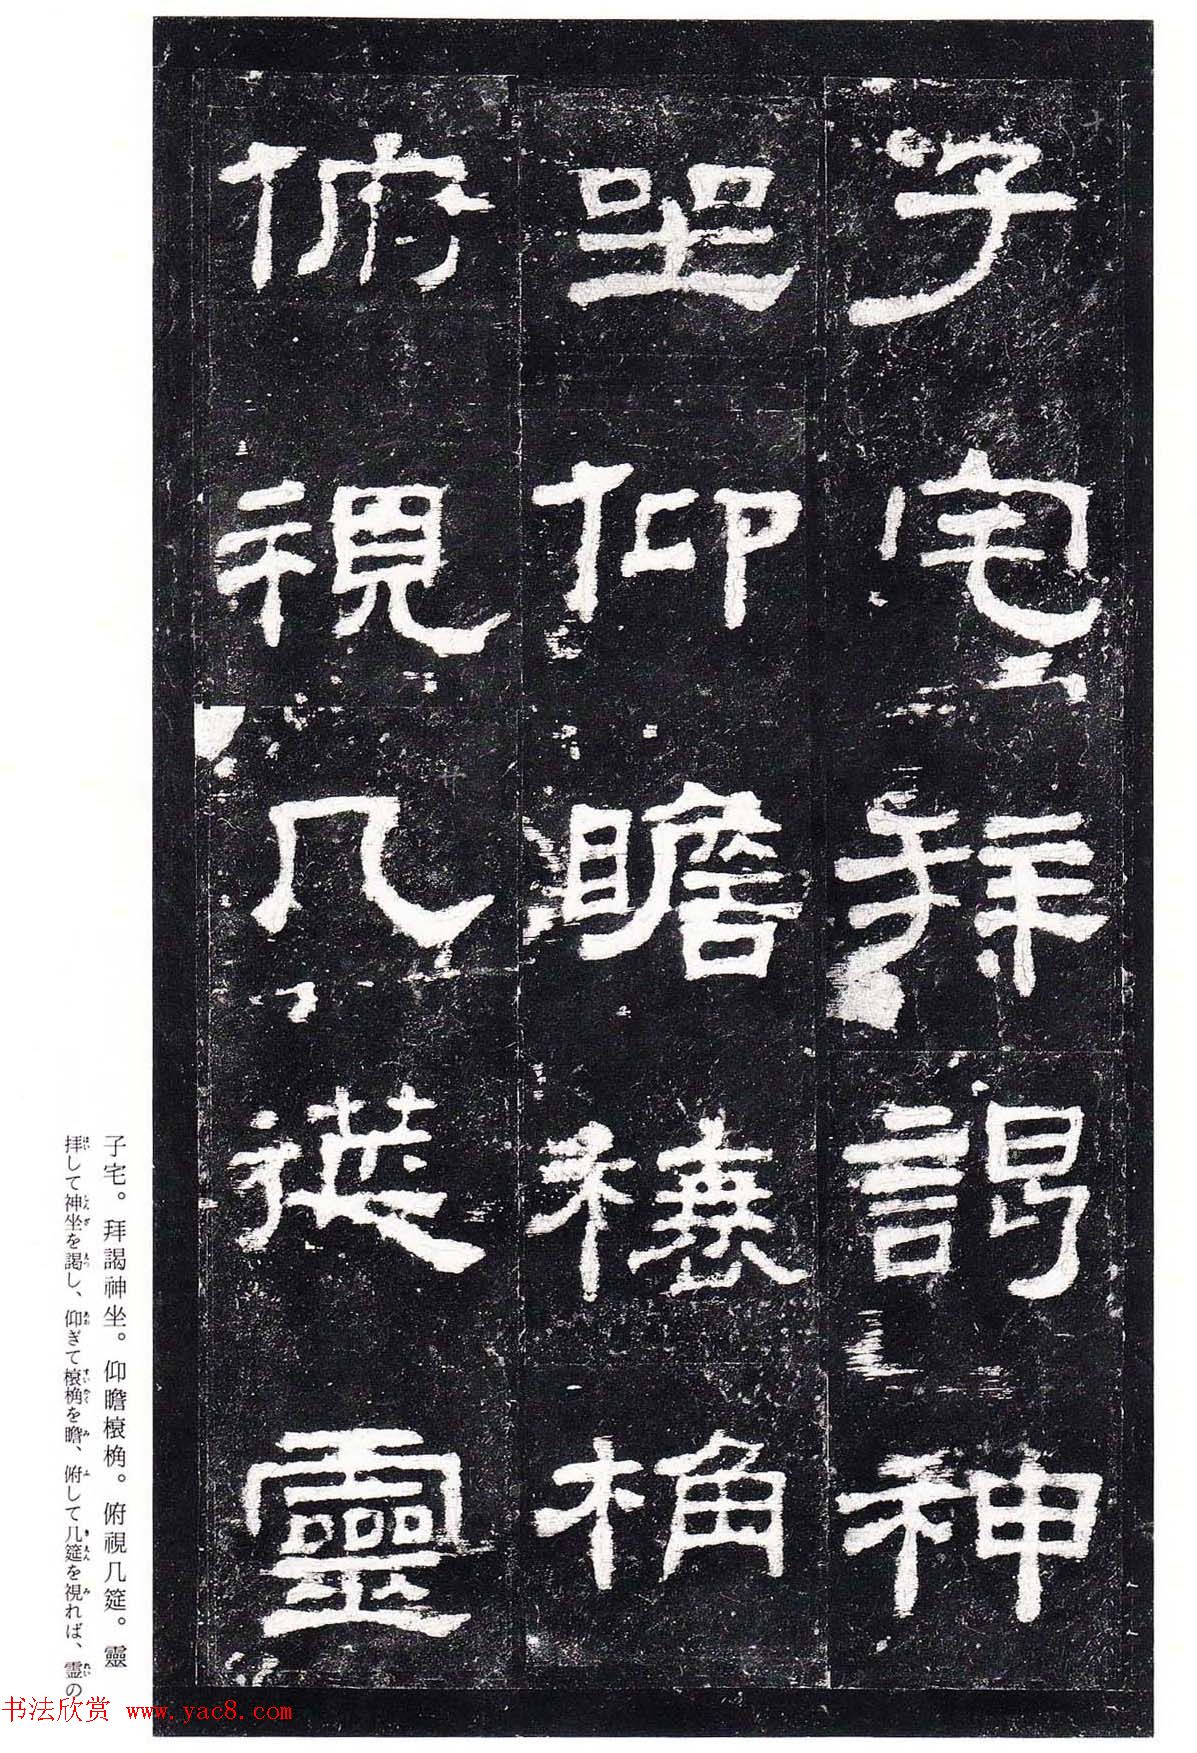 子宅拜謁神
坐仰瞻榱桷
俯視几筵靈
子宅。拜謁神坐。仰瞻榱桷。俯視几筵。靈
拝して神坐を謁し、仰ぎて榱桷を瞻、俯して几筵を視れば、霊の
书法欣赏 www.yac8.com